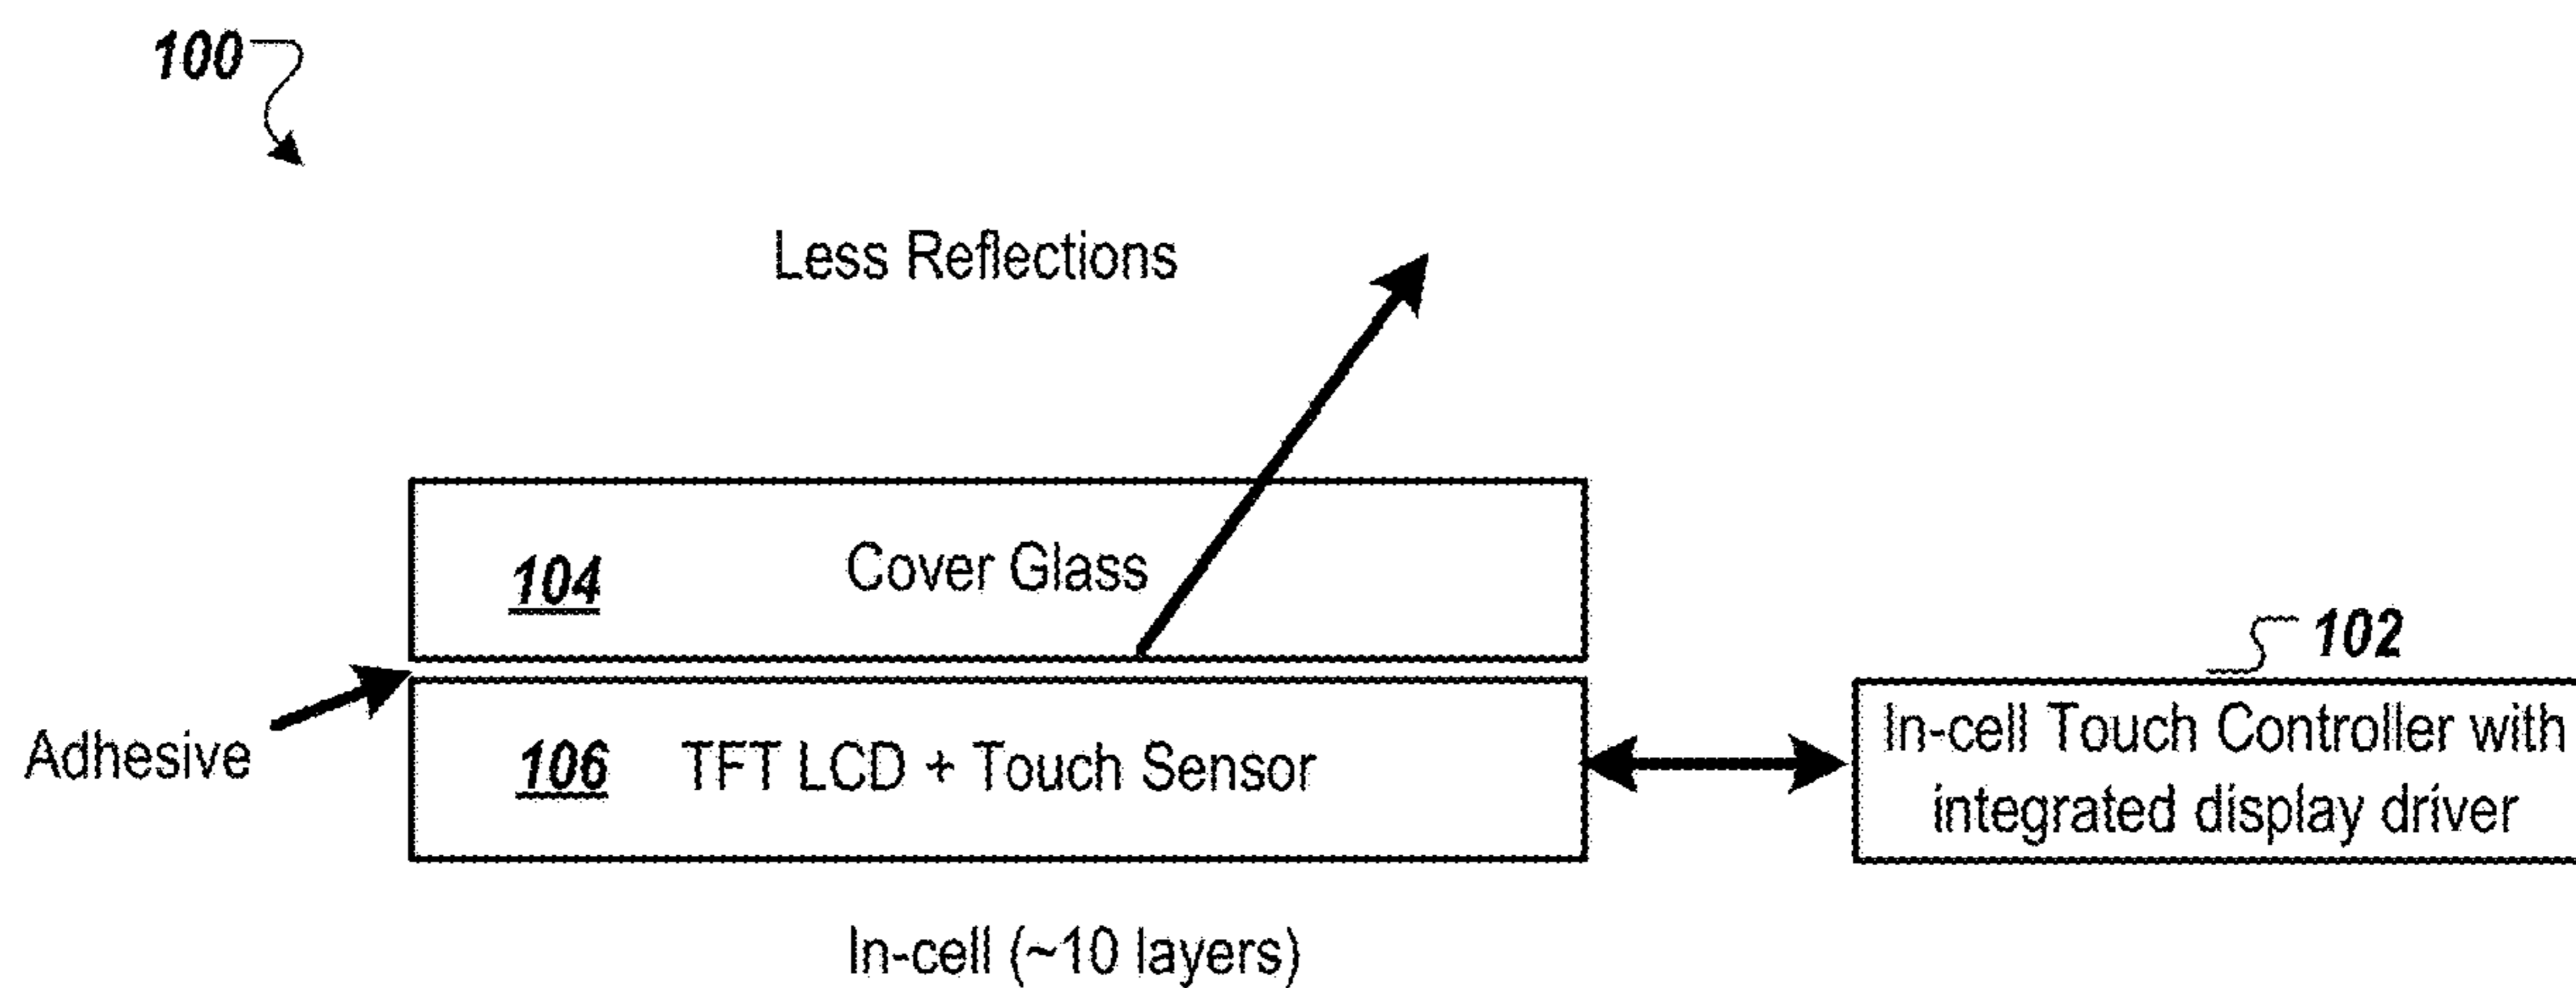 100
Less Reflections
104 Cover Glass
102
Adhesive
106 TFT LCD + Touch Sensor
In-cell Touch Controller with
integrated display driver
In-cell (~10 layers)